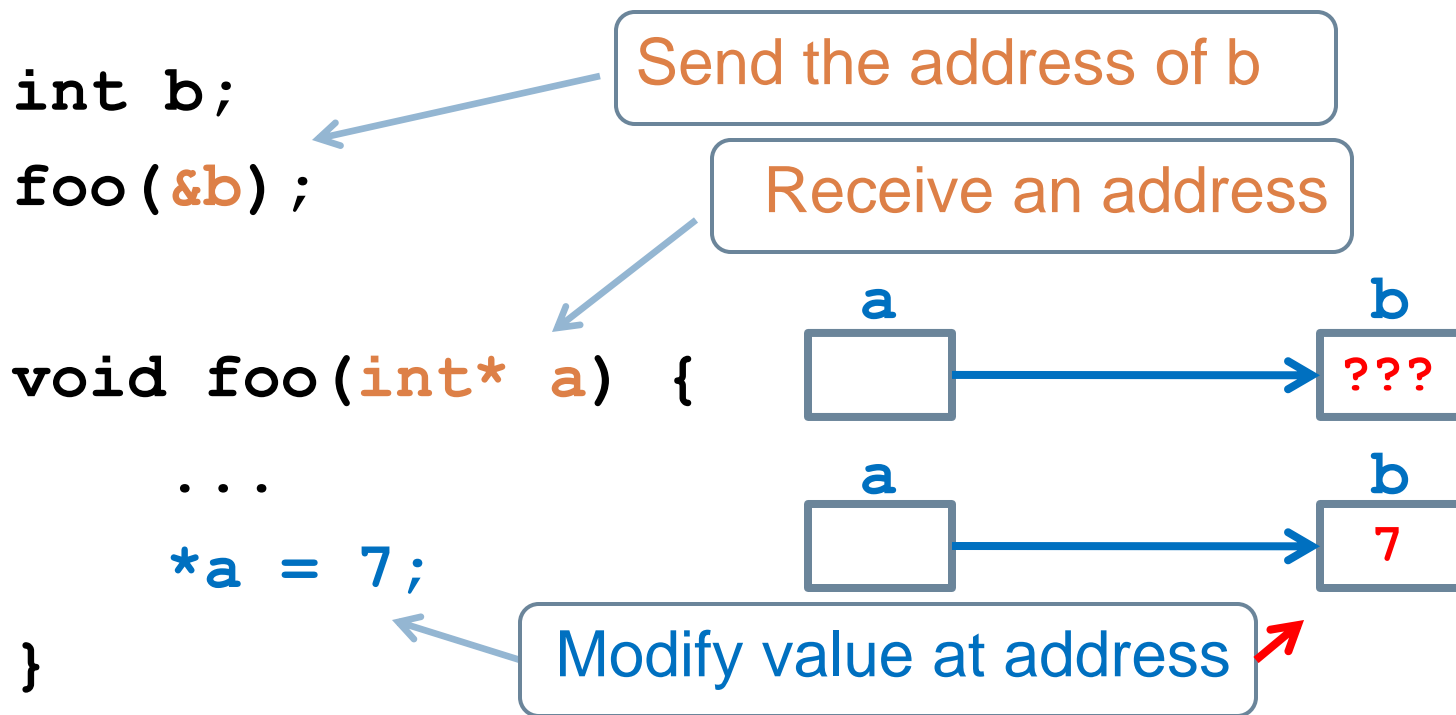 Send the address of b
int b;
foo(&b);
Receive an address
void foo(int* a) {
a b
???
...
a b
*a = 7;
7
Modify value at address
}